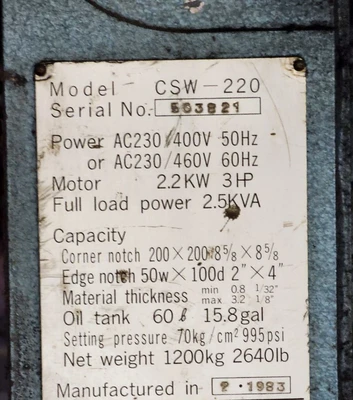 Model CSW-220
Serial No. 503821
Power AC230/400V 50Hz
or AC230/460V 60Hz
Motor 2.2KW 3HP
Full load power 2.5KVA
Capacity
Corner notch 200×200 8⅝×8⅝
Edge notch 50w×100d 2"×4"
Material thickness min 0.8 1/32"
max 3.2 1/8"
Oil tank 60ℓ 15.8gal
Setting pressure 70kg/cm² 995psi
Net weight 1200kg 2640lb
Manufactured in 1983